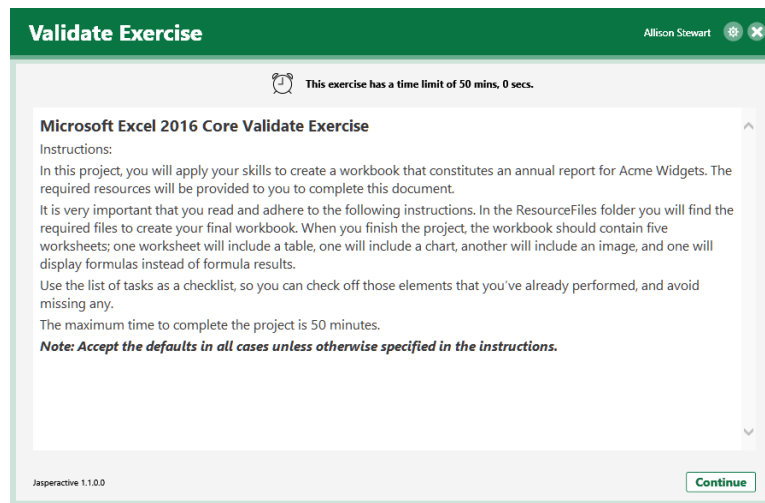 Validate Exercise
Allison Stewart
This exercise has a time limit of 50 mins, 0 secs.
Microsoft Excel 2016 Core Validate Exercise
Instructions:
In this project, you will apply your skills to create a workbook that constitutes an annual report for Acme Widgets. The
required resources will be provided to you to complete this document.
It is very important that you read and adhere to the following instructions. In the ResourceFiles folder you will find the
required files to create your final workbook. When you finish the project, the workbook should contain five
worksheets; one worksheet will include a table, one will include a chart, another will include an image, and one will
display formulas instead of formula results.
Use the list of tasks as a checklist, so you can check off those elements that you've already performed, and avoid
missing any.
The maximum time to complete the project is 50 minutes.
Note: Accept the defaults in all cases unless otherwise specified in the instructions.
Jasperactive 1.1.0.0
Continue